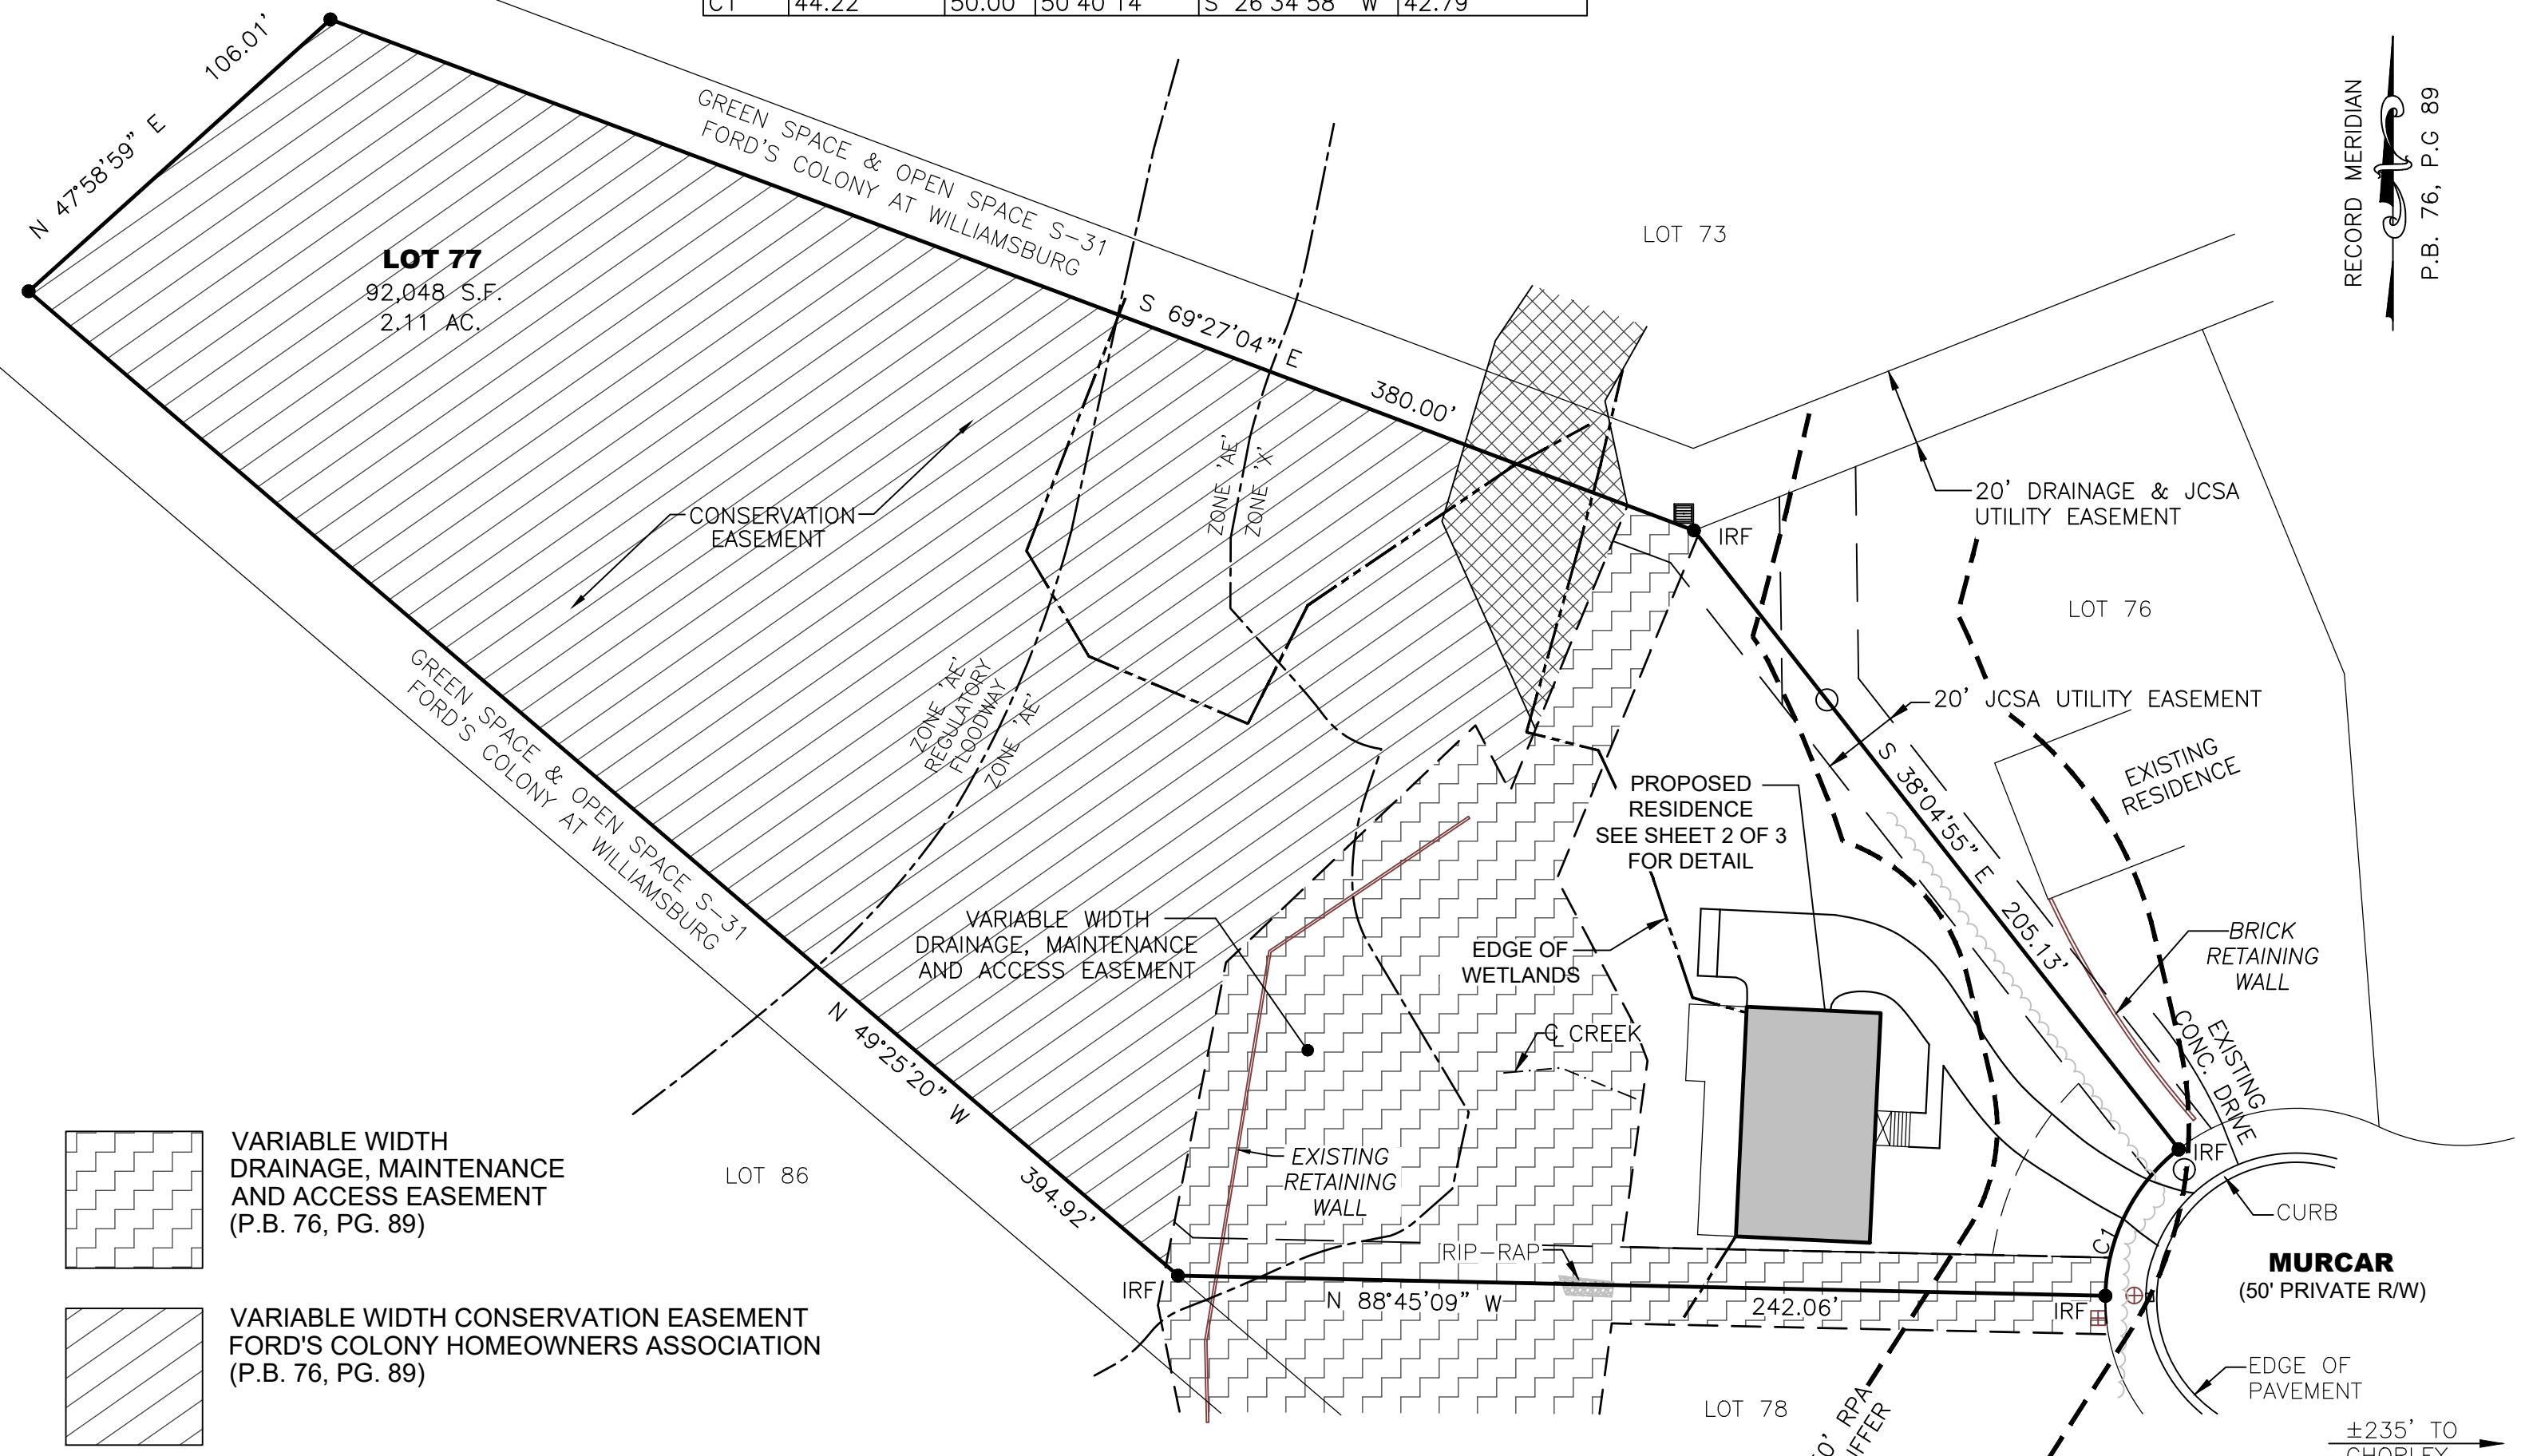 C1 44.22' 50.00' 50°40'14" S 26°34'58" W 42.79'
106.01'
N 47°58'59" E
LOT 77
92,048 S.F.
2.11 AC.
GREEN SPACE & OPEN SPACE S-31
FORD'S COLONY AT WILLIAMSBURG
S 69°27'04" E
380.00'
LOT 73
RECORD MERIDIAN
P.B. 76, P.G 89
CONSERVATION
EASEMENT
ZONE 'AE'
ZONE 'X'
IRF
20' DRAINAGE & JCSA
UTILITY EASEMENT
LOT 76
20' JCSA UTILITY EASEMENT
S 38°04'55" E
205.13'
EXISTING
RESIDENCE
GREEN SPACE & OPEN SPACE S-31
FORD'S COLONY AT WILLIAMSBURG
ZONE 'AE'
REGULATORY
FLOODWAY
ZONE 'AE'
PROPOSED
RESIDENCE
SEE SHEET 2 OF 3
FOR DETAIL
VARIABLE WIDTH
DRAINAGE, MAINTENANCE
AND ACCESS EASEMENT
EDGE OF
WETLANDS
BRICK
RETAINING
WALL
N 49°25'20" W
394.92'
℄ CREEK
EXISTING
CONC. DRIVE
VARIABLE WIDTH
DRAINAGE, MAINTENANCE
AND ACCESS EASEMENT
(P.B. 76, PG. 89)
LOT 86
EXISTING
RETAINING
WALL
IRF
CURB
C1
RIP-RAP
MURCAR
(50' PRIVATE R/W)
IRF
N 88°45'09" W
242.06'
IRF
VARIABLE WIDTH CONSERVATION EASEMENT
FORD'S COLONY HOMEOWNERS ASSOCIATION
(P.B. 76, PG. 89)
LOT 78
RPA
EDGE OF
PAVEMENT
±235' TO